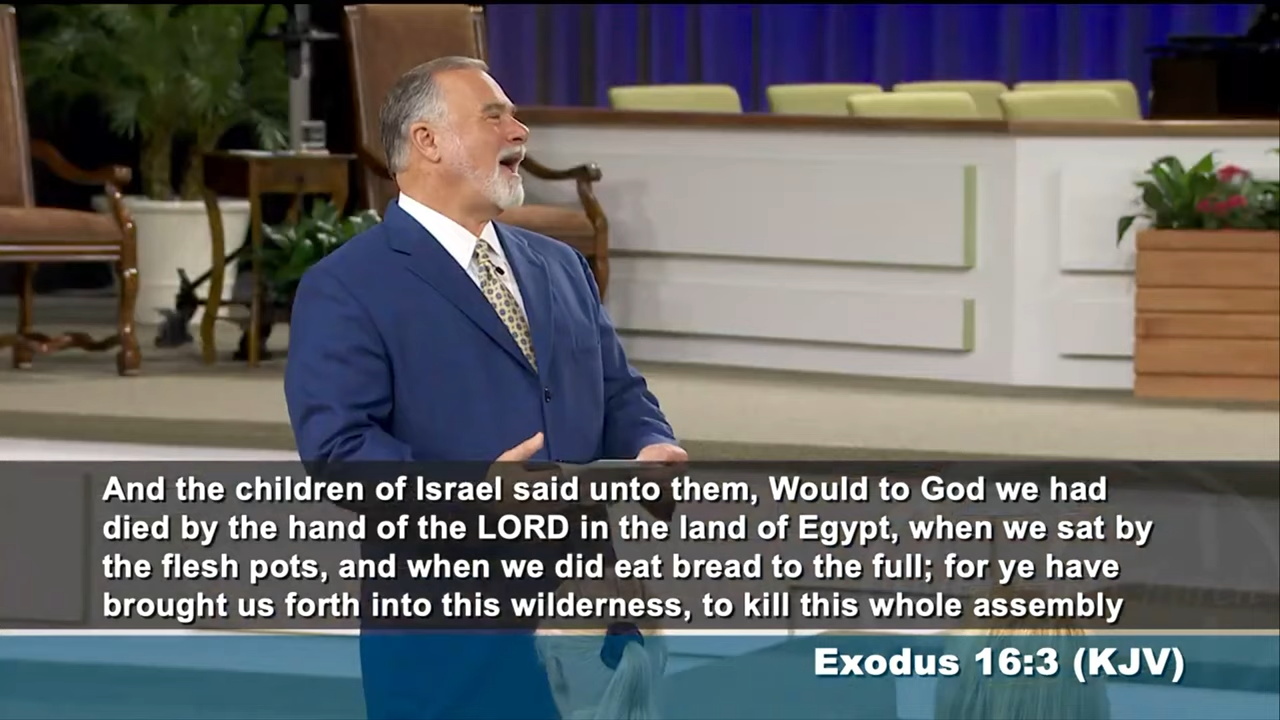 And the children of Israel said unto them, Would to God we had
died by the hand of the LORD in the land of Egypt, when we sat by
the flesh pots, and when we did eat bread to the full; for ye have
brought us forth into this wilderness, to kill this whole assembly
Exodus 16:3 (KJV)